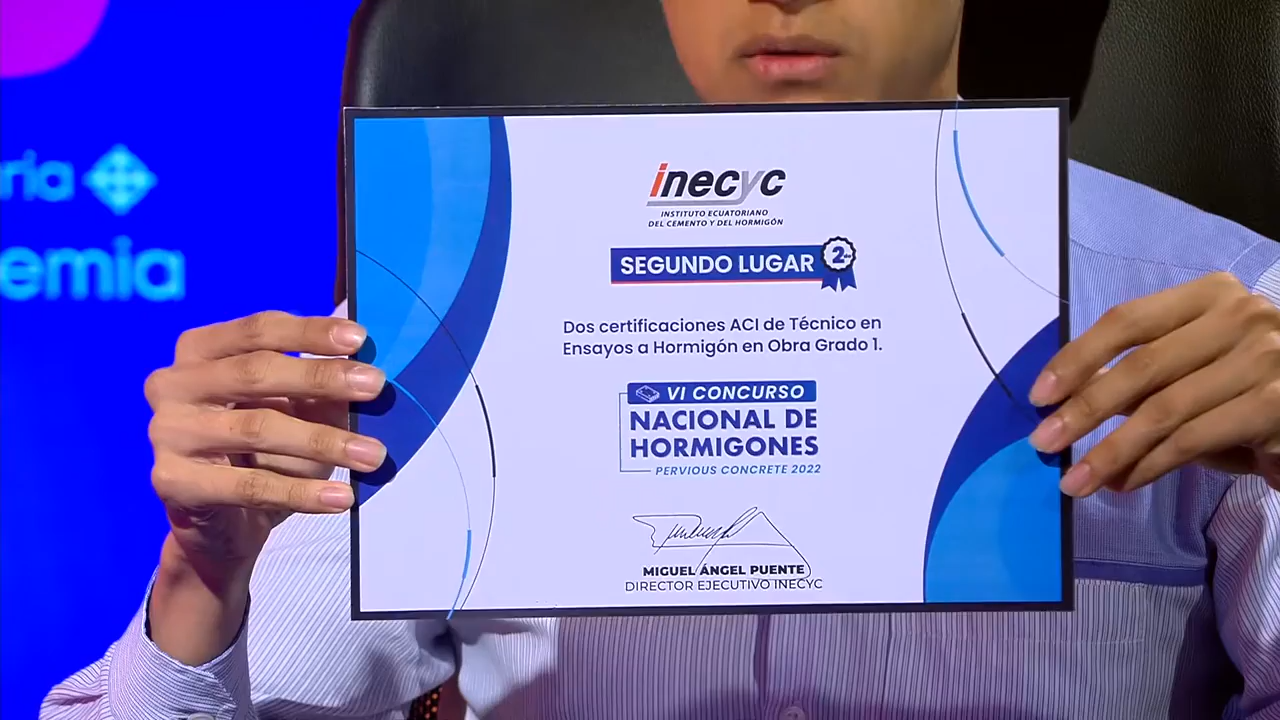 ria
emia
inecyc
INSTITUTO ECUATORIANO
DEL CEMENTO Y DEL HORMIGÓN
SEGUNDO LUGAR 2do
Dos certificaciones ACI de Técnico en
Ensayos a Hormigón en Obra Grado 1.
VI CONCURSO
NACIONAL DE
HORMIGONES
PERVIOUS CONCRETE 2022
MIGUEL ÁNGEL PUENTE
DIRECTOR EJECUTIVO INECYC